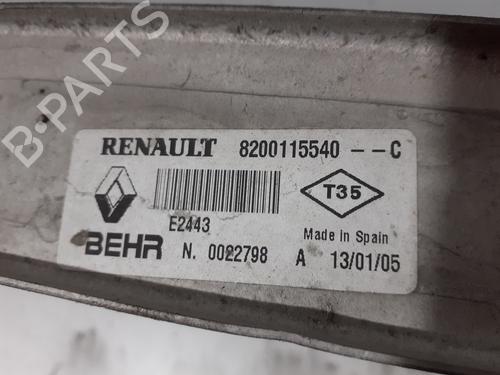 B-PARTS
RENAULT 8200115540 --C
T35
E2443
Made in Spain
BEHR N. 0022798 A 13/01/05